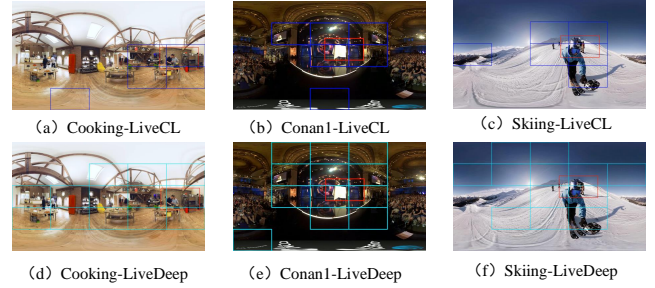 （a）Cooking-LiveCL
（b）Conan1-LiveCL
（c）Skiing-LiveCL
（d）Cooking-LiveDeep
（e）Conan1-LiveDeep
（f）Skiing-LiveDeep